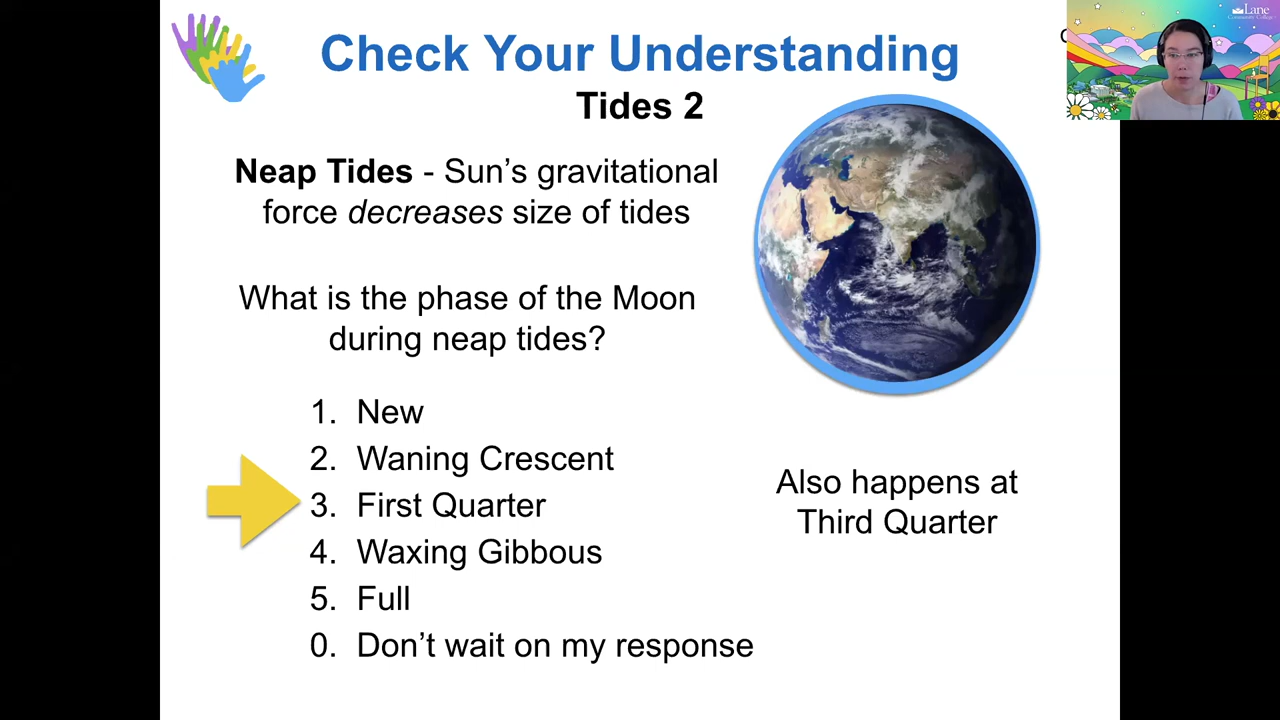 Check Your Understanding
Tides 2
Neap Tides - Sun’s gravitational
force decreases size of tides
What is the phase of the Moon
during neap tides?
1. New
2. Waning Crescent
3. First Quarter
4. Waxing Gibbous
5. Full
0. Don’t wait on my response
Also happens at
Third Quarter
Lane
Community College